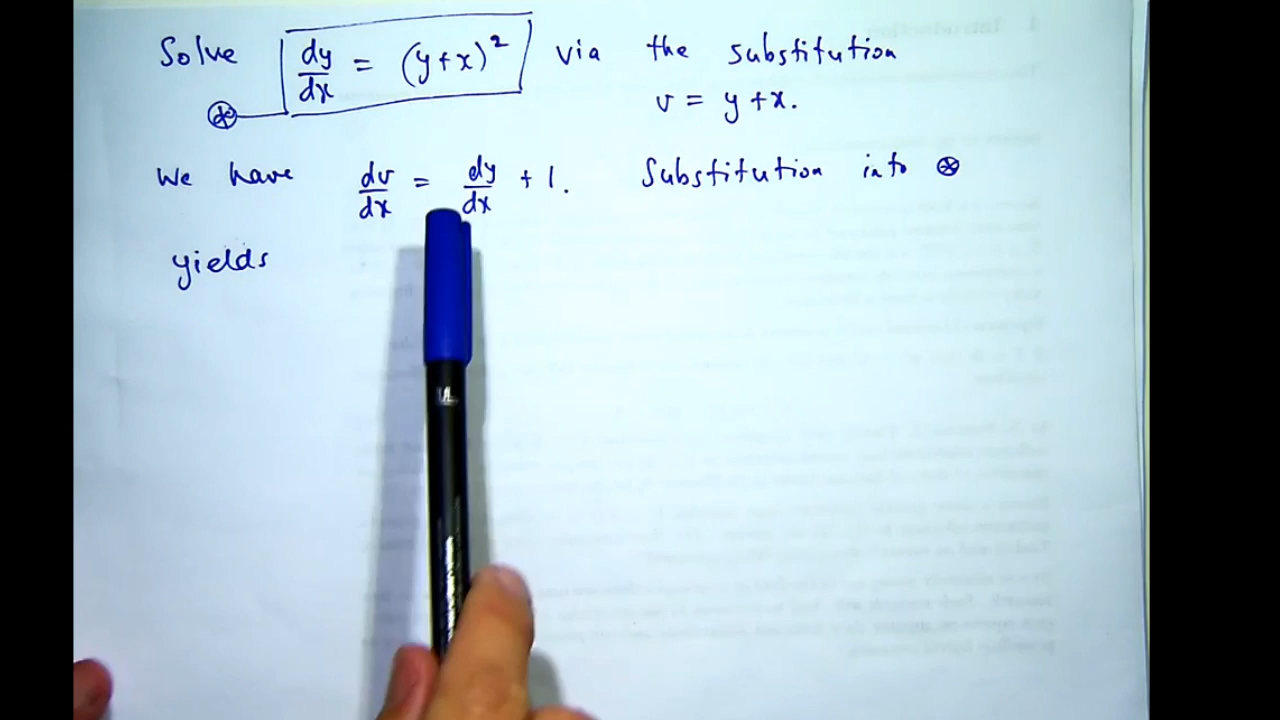 Solve dy/dx = (y+x)² via the substitution
⊛ v = y+x.
We have dv/dx = dy/dx + 1. Substitution into ⊛
yields